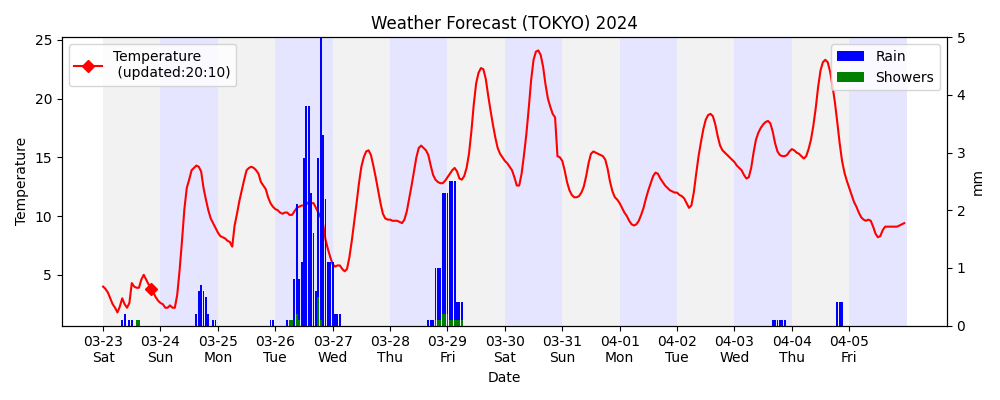 Weather Forecast (TOKYO) 2024
Temperature
(updated:20:10)
Rain
Showers
Temperature
25
20
15
10
5
5
4
3
2
1
0
mm
03-23 03-24 03-25 03-26 03-27 03-28 03-29 03-30 03-31 04-01 04-02 04-03 04-04 04-05
Sat Sun Mon Tue Wed Thu Fri Sat Sun Mon Tue Wed Thu Fri
Date